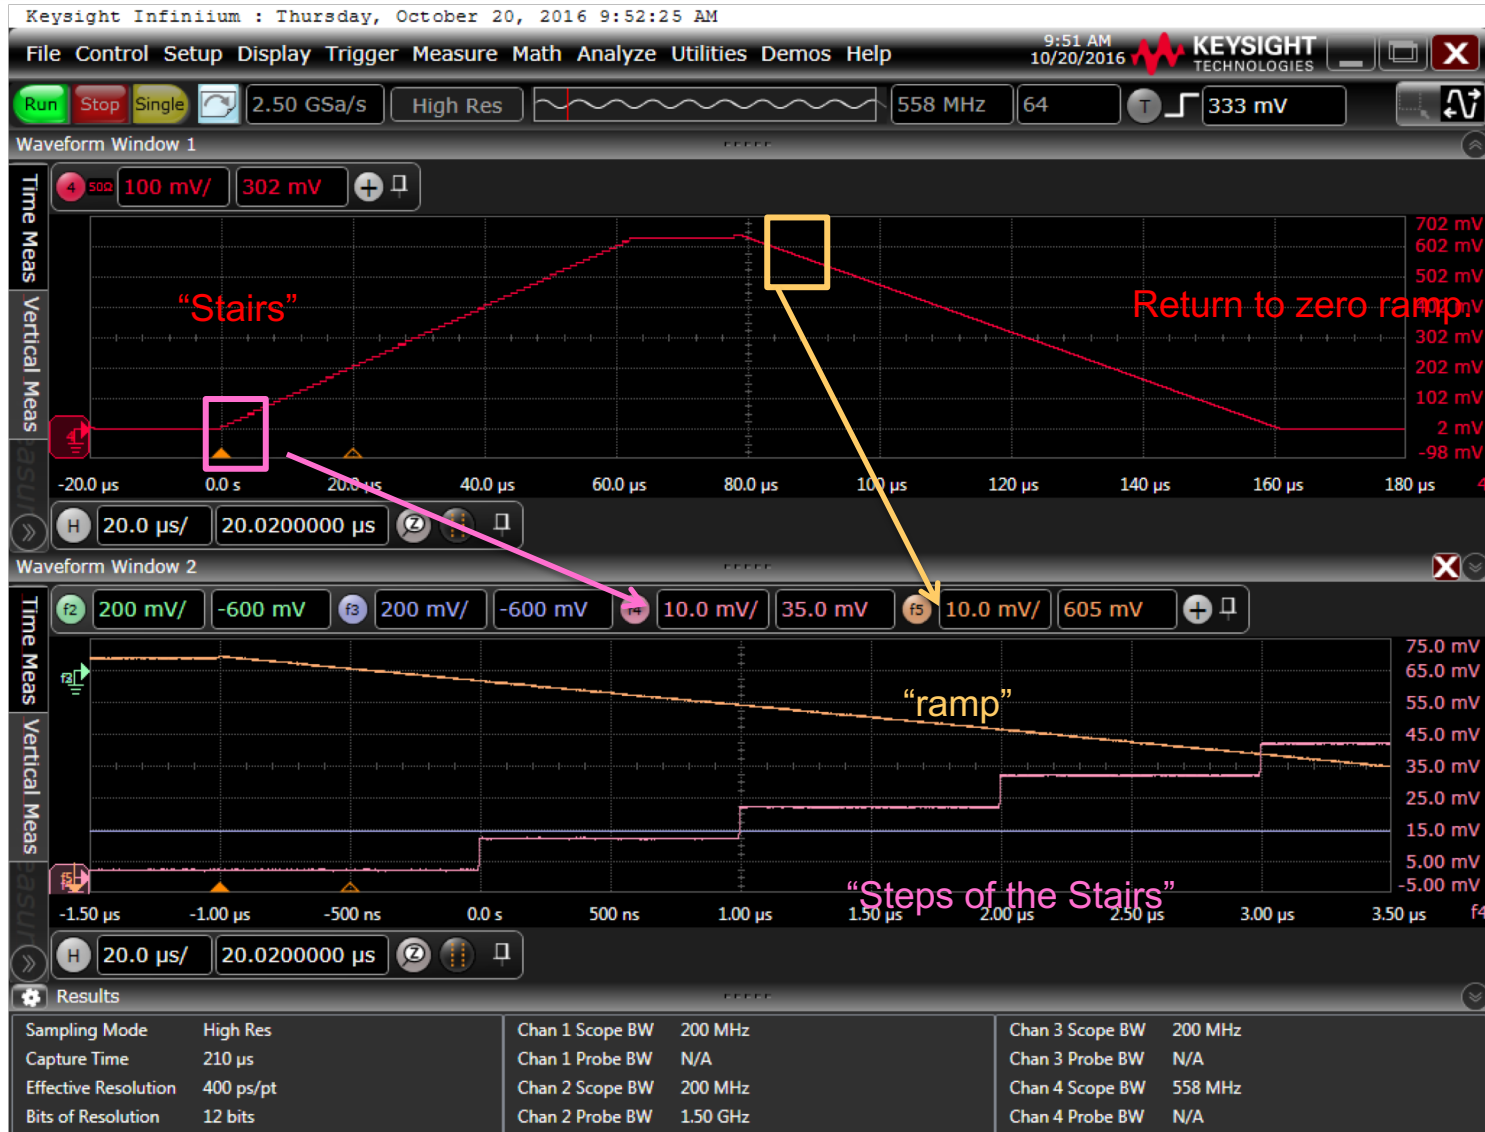 Keysight Infiniium : Thursday, October 20, 2016 9:52:25 AM
File Control Setup Display Trigger Measure Math Analyze Utilities Demos Help
9:51 AM
10/20/2016
KEYSIGHT
TECHNOLOGIES
Run Stop Single 2.50 GSa/s High Res 558 MHz 64 T 333 mV
Waveform Window 1
Time Meas
Vertical Meas
4 50Ω 100 mV/ 302 mV
702 mV
602 mV
502 mV
402 mV
302 mV
202 mV
102 mV
2 mV
-98 mV
“Stairs”
Return to zero ramp.
4
-20.0 µs 0.0 s 20.0 µs 40.0 µs 60.0 µs 80.0 µs 100 µs 120 µs 140 µs 160 µs 180 µs 4
H 20.0 µs/ 20.0200000 µs Z
Waveform Window 2
Time Meas
Vertical Meas
f2 200 mV/ -600 mV f3 200 mV/ -600 mV f4 10.0 mV/ 35.0 mV f5 10.0 mV/ 605 mV
75.0 mV
65.0 mV
55.0 mV
45.0 mV
35.0 mV
25.0 mV
15.0 mV
5.00 mV
-5.00 mV
“ramp”
“Steps of the Stairs”
-1.50 µs -1.00 µs -500 ns 0.0 s 500 ns 1.00 µs 1.50 µs 2.00 µs 2.50 µs 3.00 µs 3.50 µs f4
H 20.0 µs/ 20.0200000 µs Z
Results
Sampling Mode High Res Chan 1 Scope BW 200 MHz Chan 3 Scope BW 200 MHz
Capture Time 210 µs Chan 1 Probe BW N/A Chan 3 Probe BW N/A
Effective Resolution 400 ps/pt Chan 2 Scope BW 200 MHz Chan 4 Scope BW 558 MHz
Bits of Resolution 12 bits Chan 2 Probe BW 1.50 GHz Chan 4 Probe BW N/A